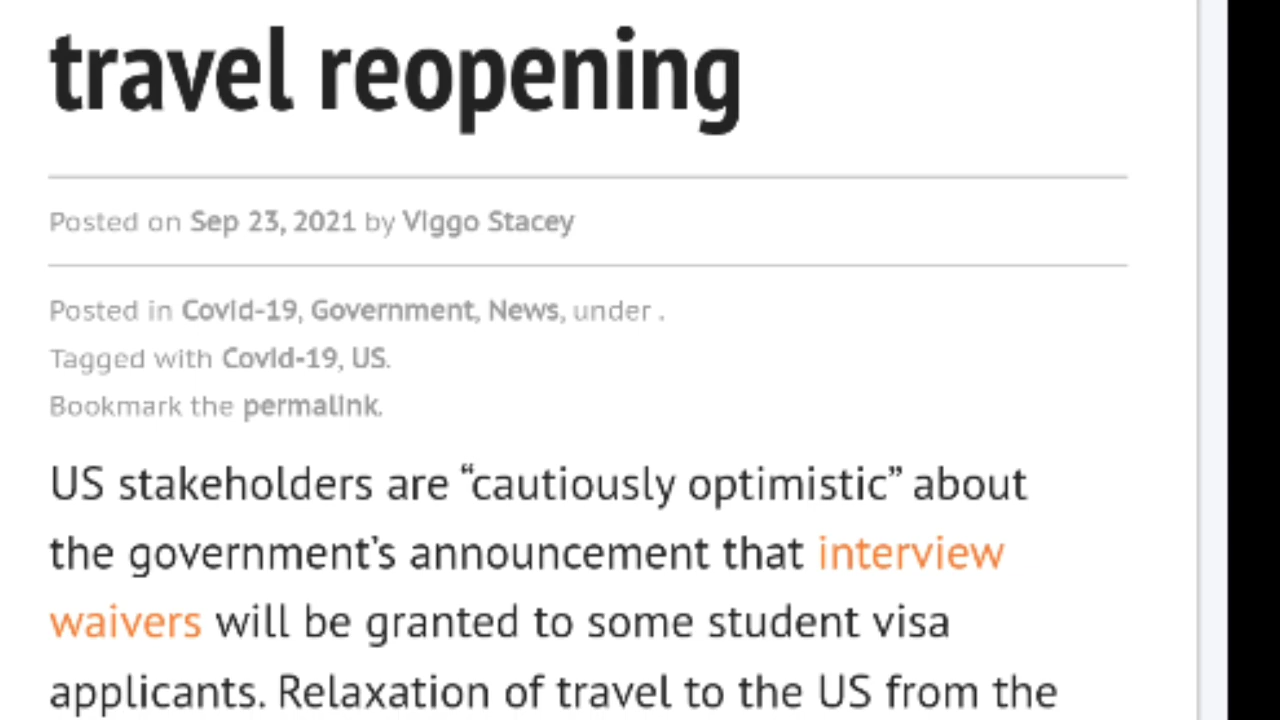 travel reopening
Posted on Sep 23, 2021 by Viggo Stacey
Posted in Covid-19, Government, News, under .
Tagged with Covid-19, US.
Bookmark the permalink.
US stakeholders are “cautiously optimistic” about
the government’s announcement that interview
waivers will be granted to some student visa
applicants. Relaxation of travel to the US from the